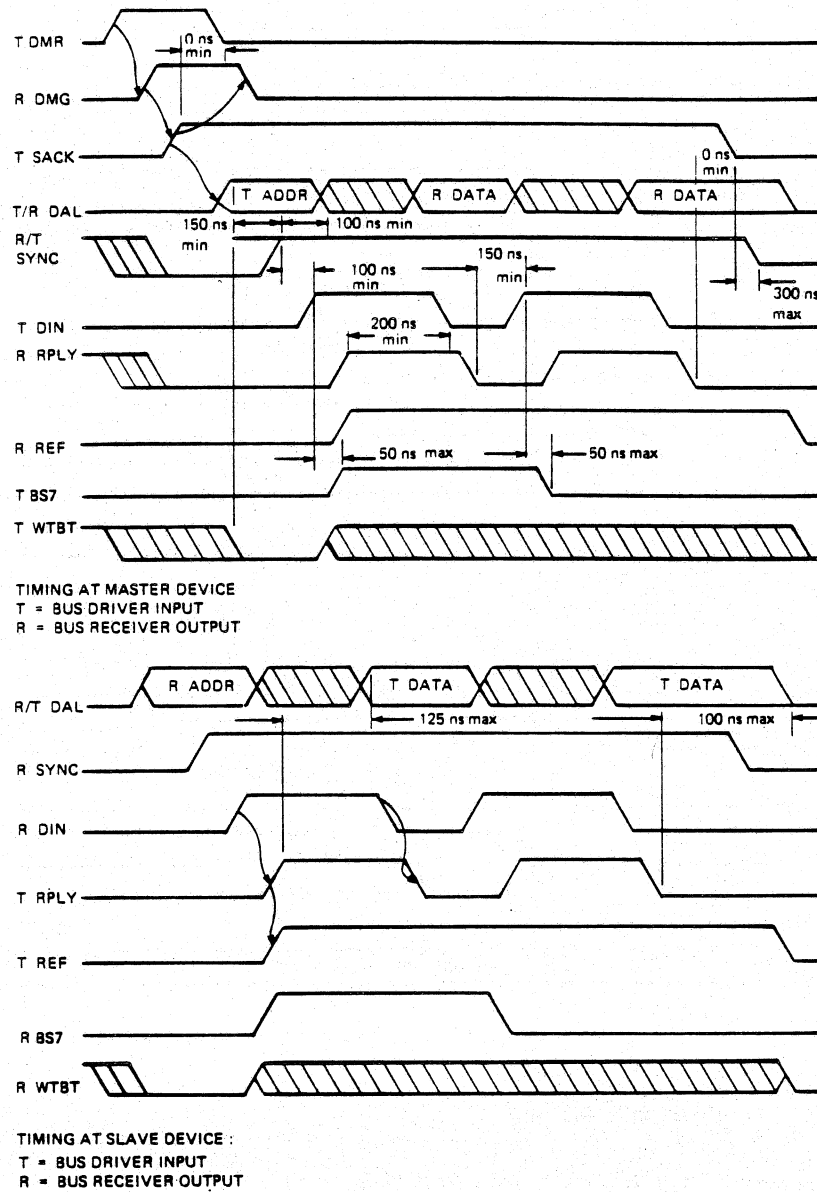 T DMR
0 ns
min
R DMG
T SACK
0 ns
min
T/R DAL
T ADDR
R DATA
R DATA
150 ns
min
100 ns min
R/T
SYNC
100 ns
min
150 ns
min
300 ns
max
T DIN
200 ns
min
R RPLY
R REF
50 ns max
50 ns max
T BS7
T WTBT
TIMING AT MASTER DEVICE
T = BUS DRIVER INPUT
R = BUS RECEIVER OUTPUT
R/T DAL
R ADDR
T DATA
T DATA
125 ns max
100 ns max
R SYNC
R DIN
T RPLY
T REF
R BS7
R WTBT
TIMING AT SLAVE DEVICE :
T = BUS DRIVER INPUT
R = BUS RECEIVER OUTPUT